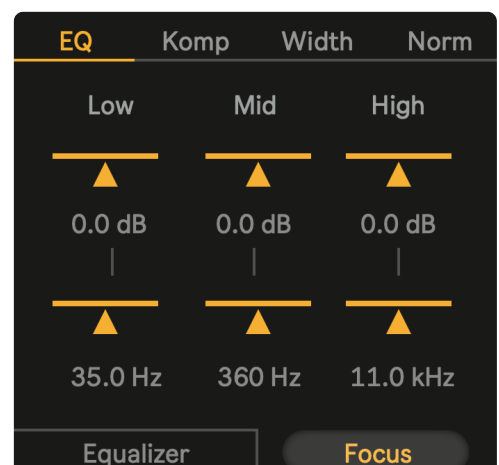 EQ Komp Width Norm
Low Mid High
0.0 dB 0.0 dB 0.0 dB
35.0 Hz 360 Hz 11.0 kHz
Equalizer Focus